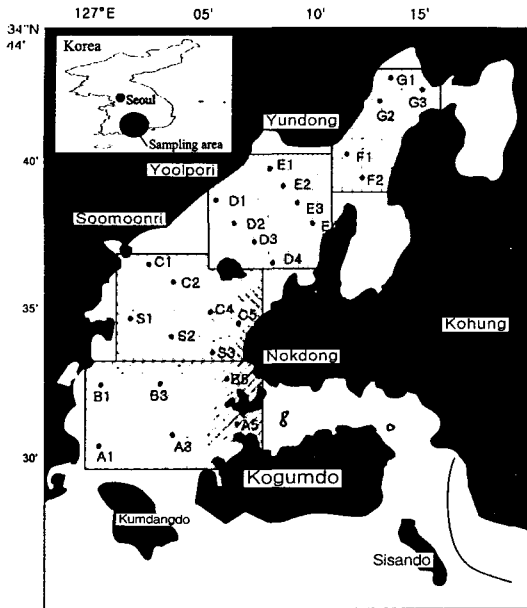 127°E 05' 10' 15'
34°N
44'
Korea
Seoul
Sampling area
G1
G3
G2
Yundong
40'
F1
Yoolpori
E1
F2
E2
D1
E3
Soomoonri
D2
E
D3
D4
C1
C2
35'
C4
S1
C5
Kohung
S2
S3
Nokdong
B5
B1
B3
A5
A3
A1
30'
Kogumdo
Kumdangdo
Sisando